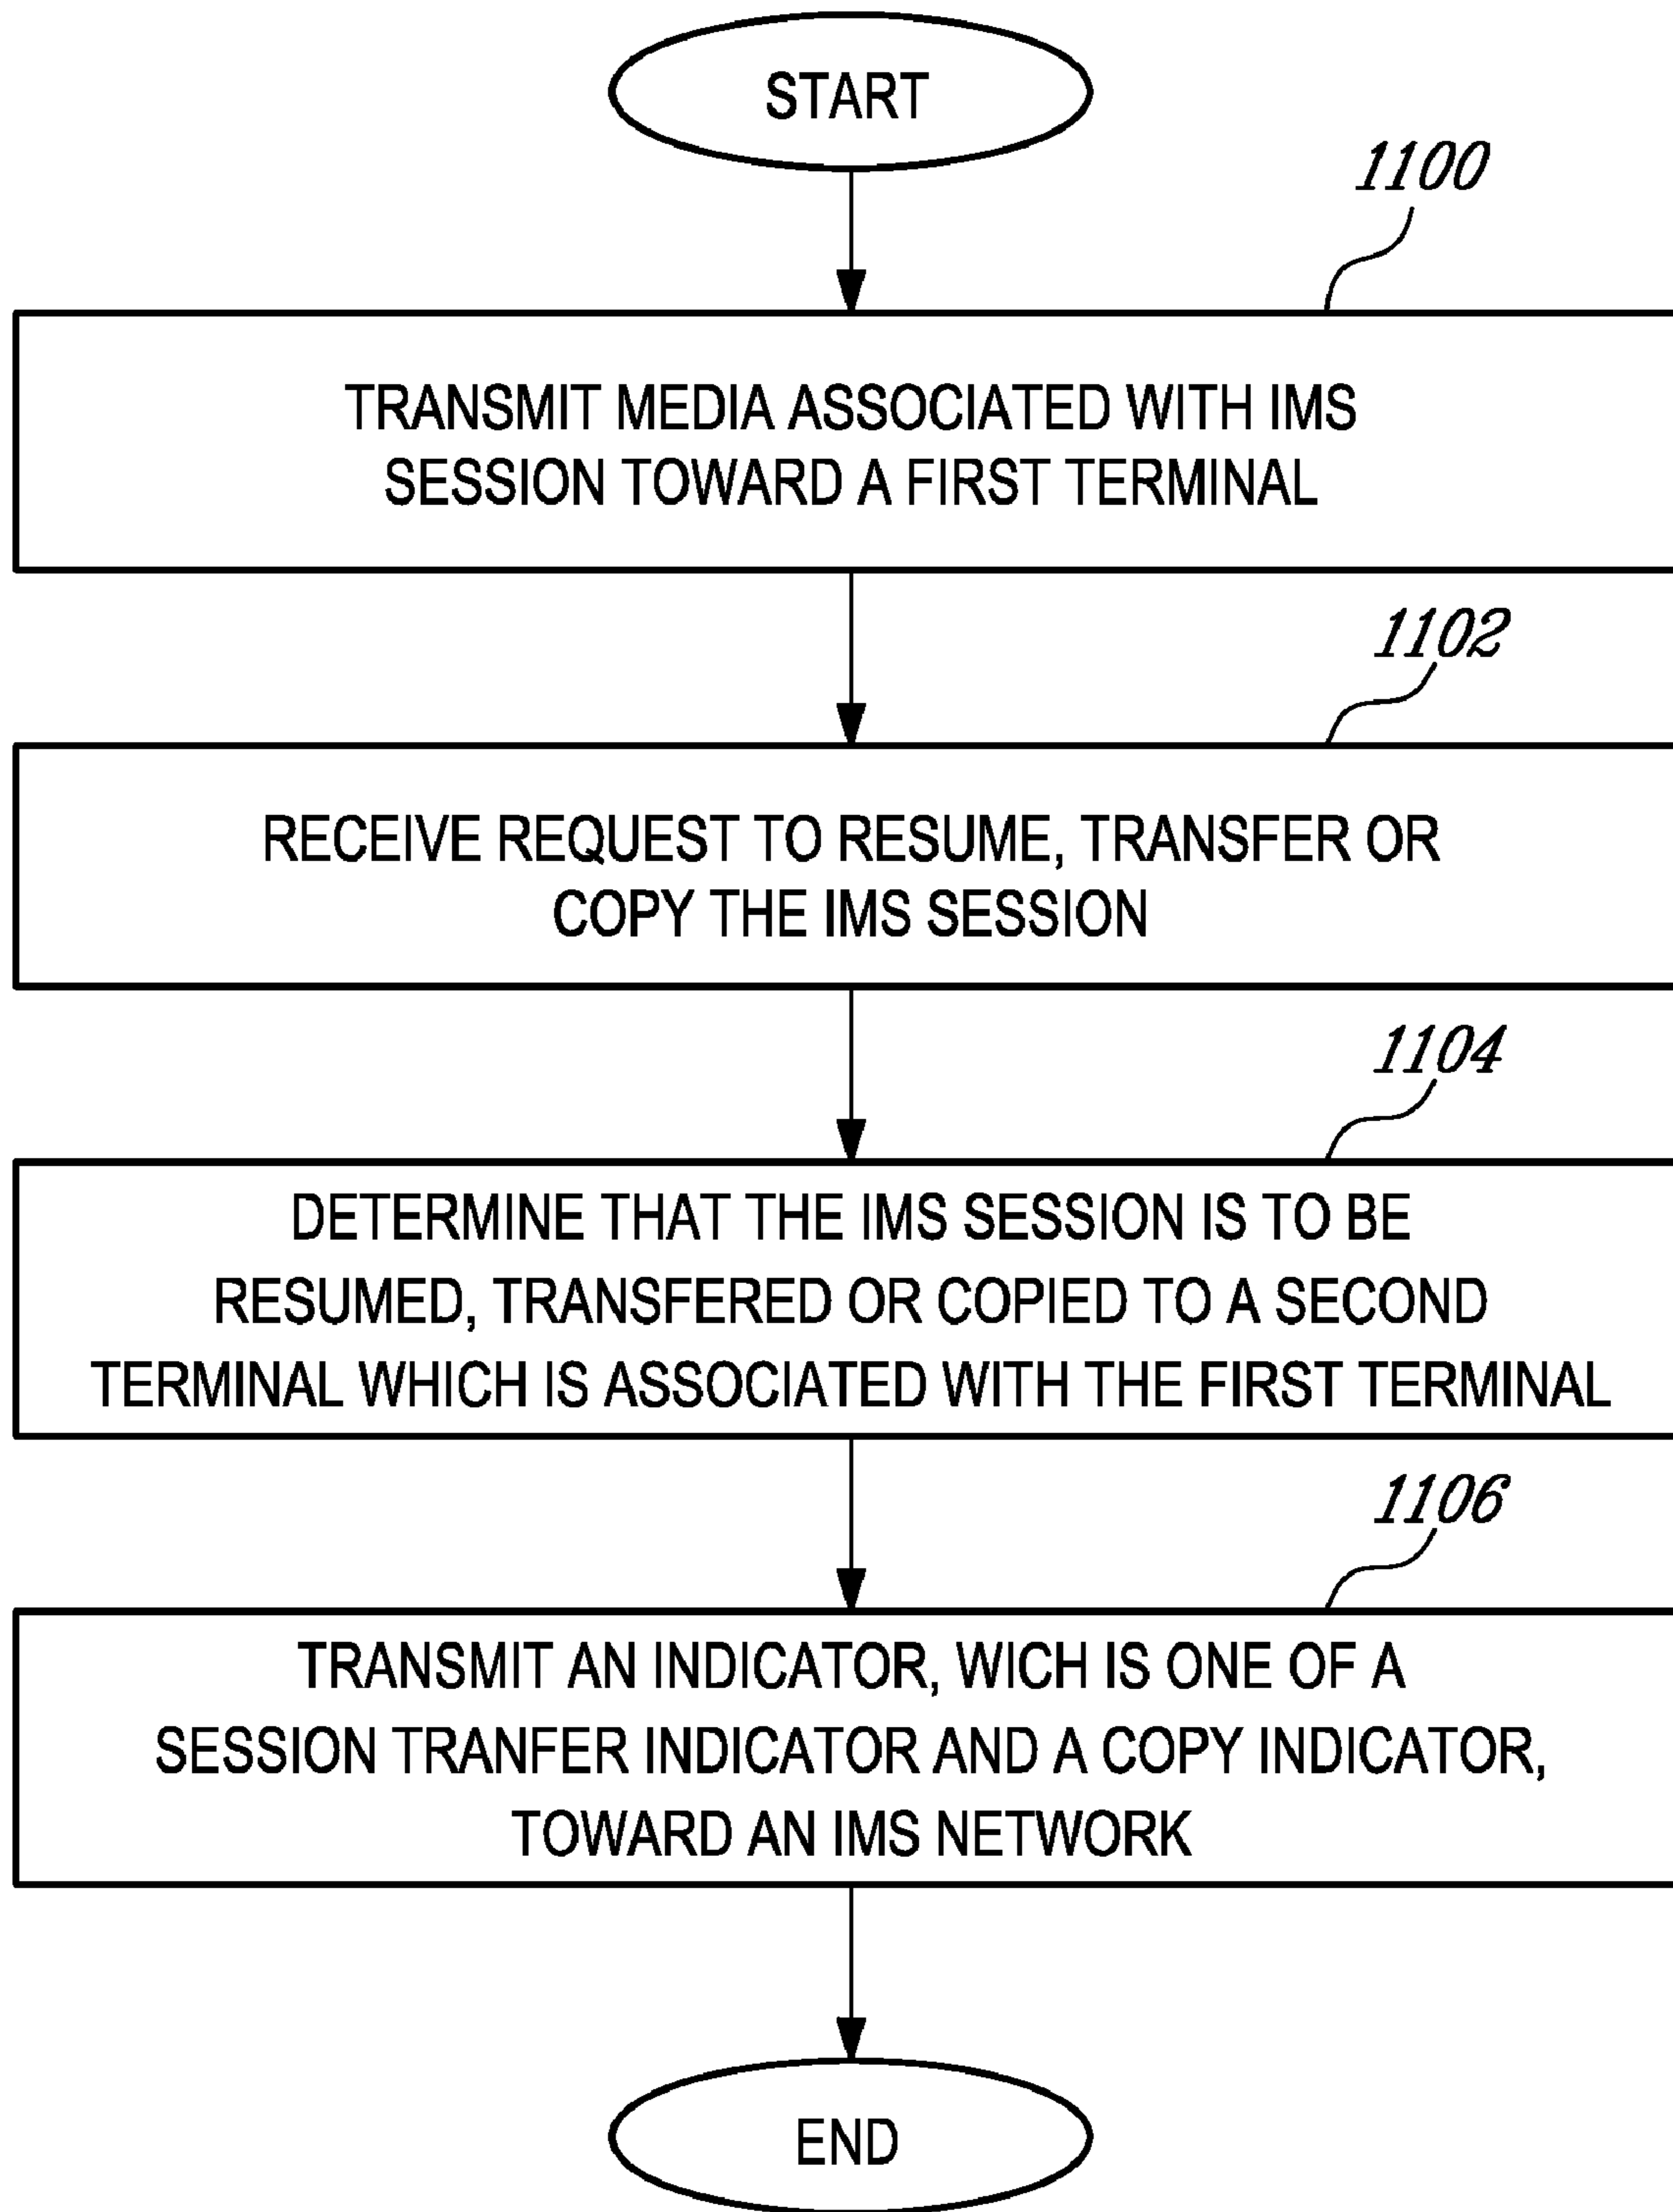 START
1100
TRANSMIT MEDIA ASSOCIATED WITH IMS
SESSION TOWARD A FIRST TERMINAL
1102
RECEIVE REQUEST TO RESUME, TRANSFER OR
COPY THE IMS SESSION
1104
DETERMINE THAT THE IMS SESSION IS TO BE
RESUMED, TRANSFERED OR COPIED TO A SECOND
TERMINAL WHICH IS ASSOCIATED WITH THE FIRST TERMINAL
1106
TRANSMIT AN INDICATOR, WICH IS ONE OF A
SESSION TRANFER INDICATOR AND A COPY INDICATOR,
TOWARD AN IMS NETWORK
END